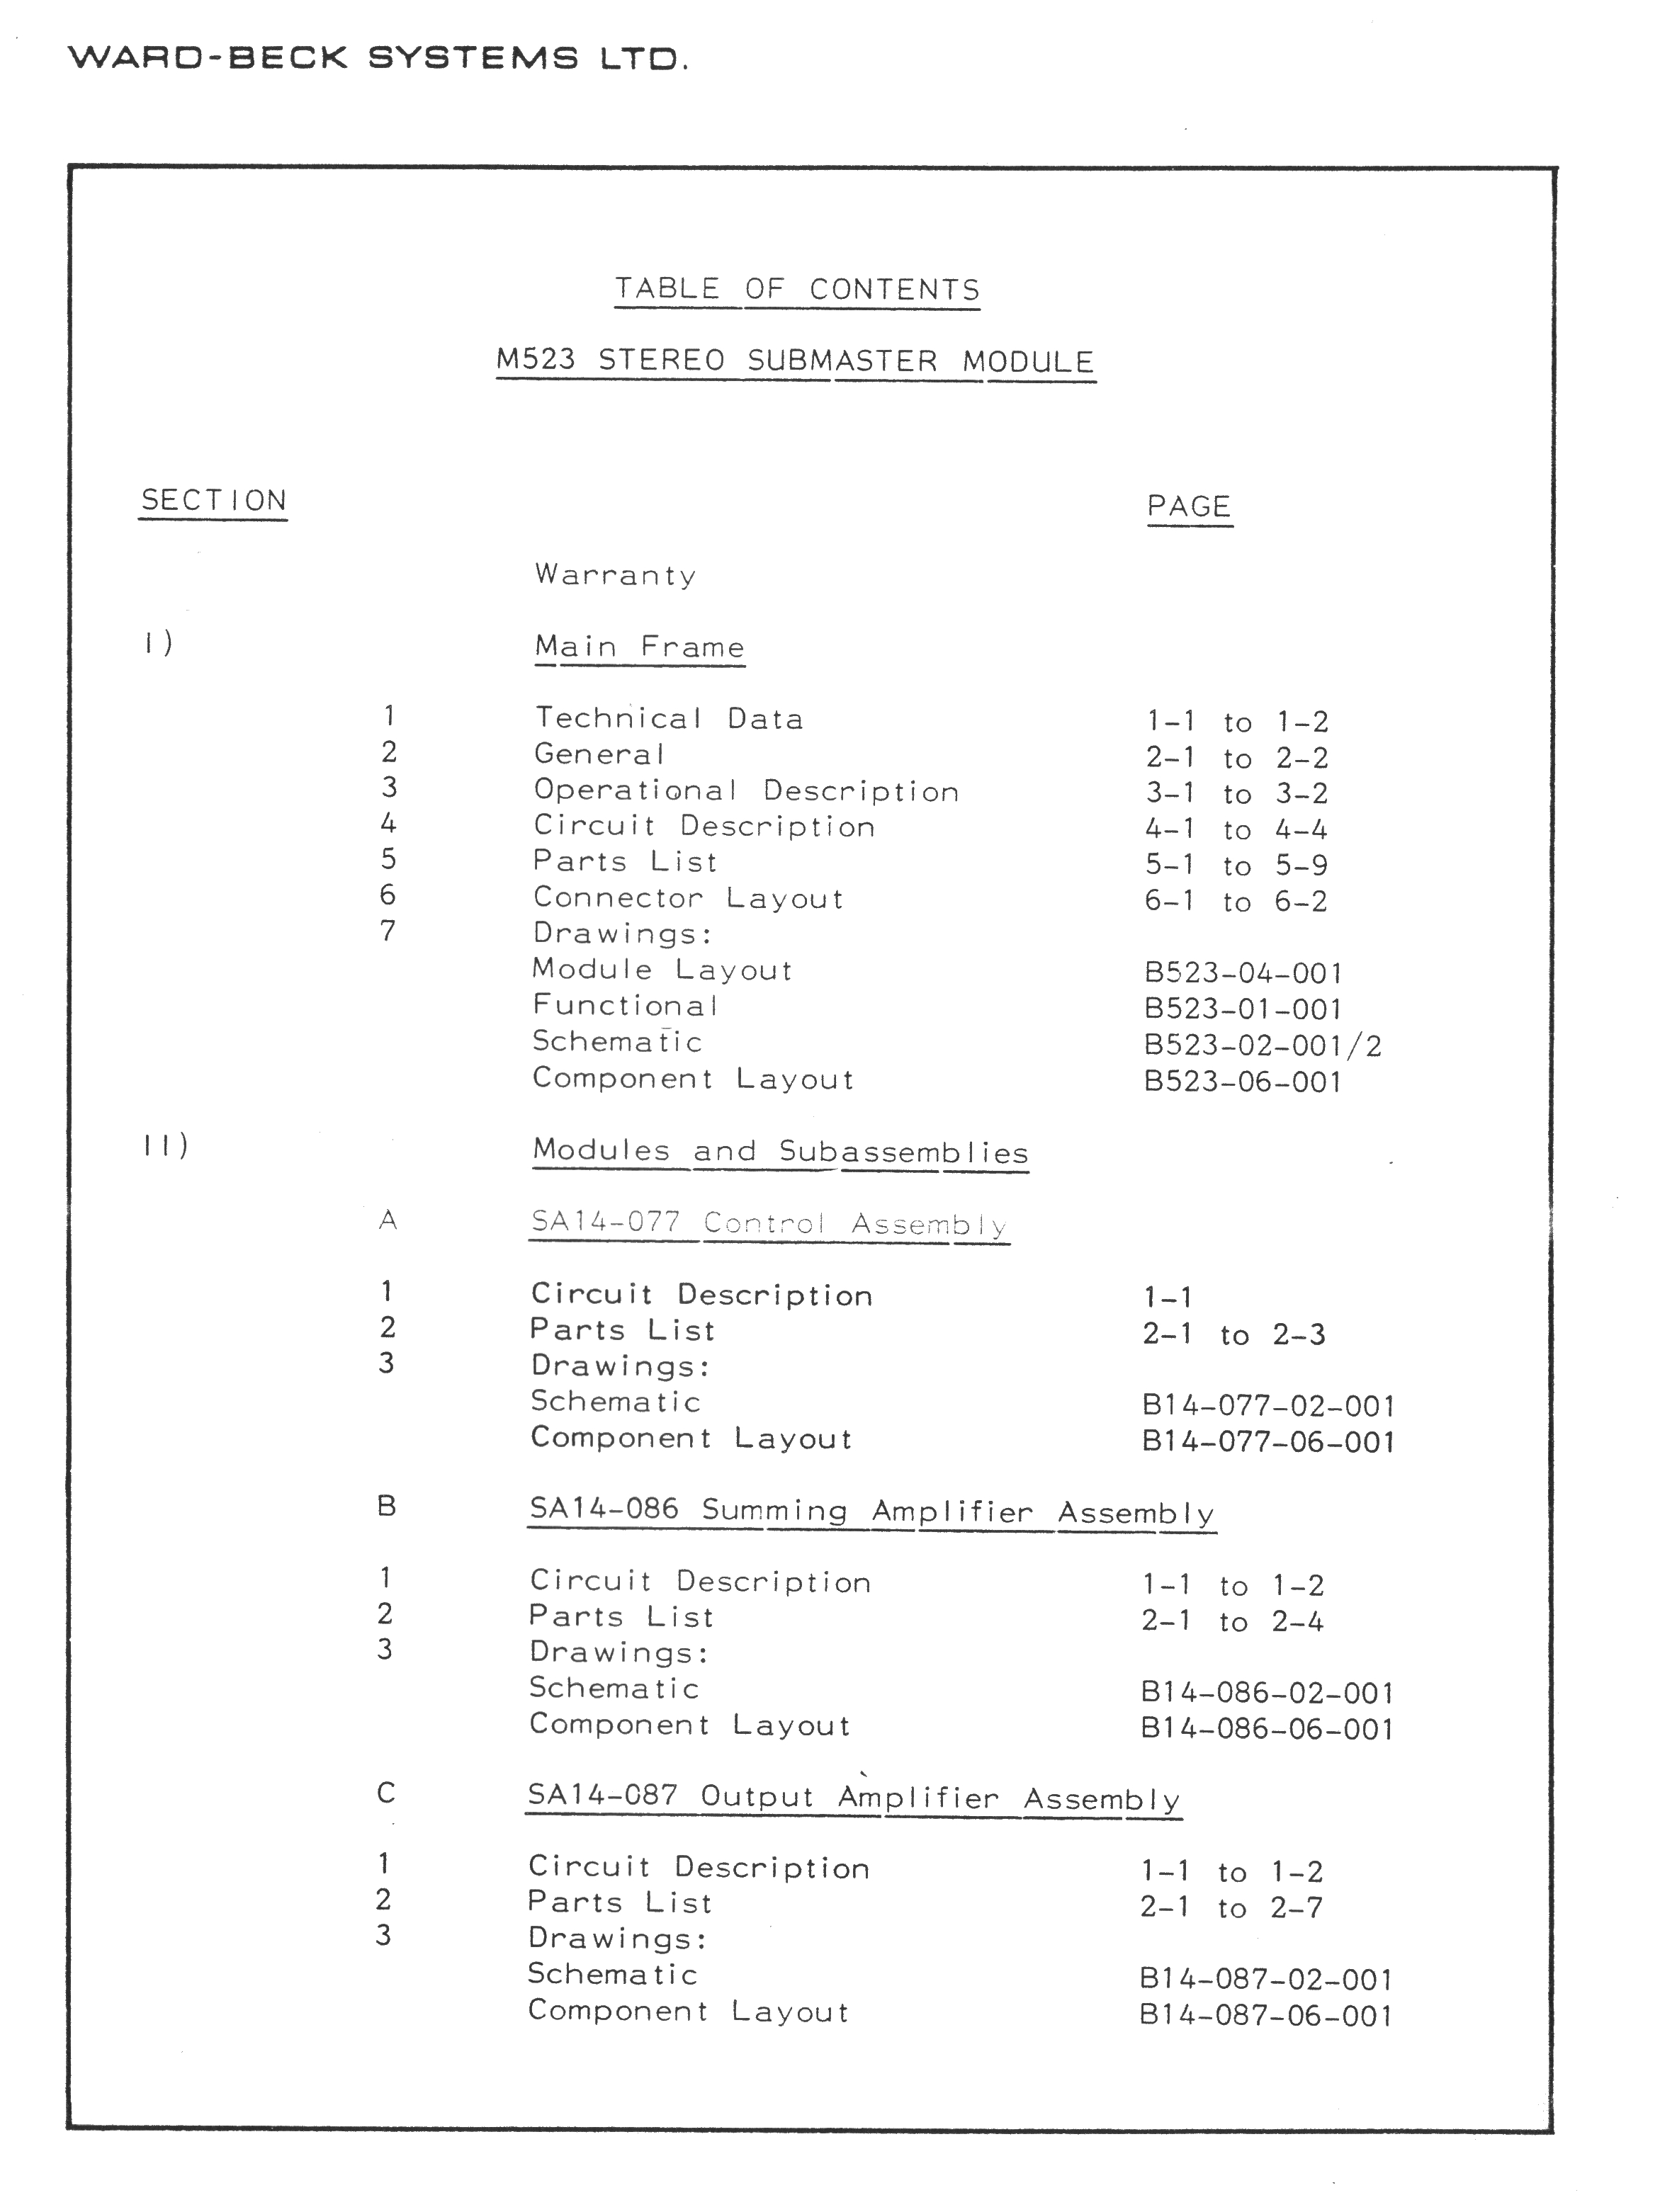 WARD-BECK SYSTEMS LTD.
TABLE OF CONTENTS
M523 STEREO SUBMASTER MODULE
SECTION PAGE
Warranty
I) Main Frame
1 Technical Data 1-1 to 1-2
2 General 2-1 to 2-2
3 Operational Description 3-1 to 3-2
4 Circuit Description 4-1 to 4-4
5 Parts List 5-1 to 5-9
6 Connector Layout 6-1 to 6-2
7 Drawings:
Module Layout B523-04-001
Functional B523-01-001
Schematic B523-02-001/2
Component Layout B523-06-001
II) Modules and Subassemblies
A SA14-077 Control Assembly
1 Circuit Description 1-1
2 Parts List 2-1 to 2-3
3 Drawings:
Schematic B14-077-02-001
Component Layout B14-077-06-001
B SA14-086 Summing Amplifier Assembly
1 Circuit Description 1-1 to 1-2
2 Parts List 2-1 to 2-4
3 Drawings:
Schematic B14-086-02-001
Component Layout B14-086-06-001
C SA14-087 Output Amplifier Assembly
1 Circuit Description 1-1 to 1-2
2 Parts List 2-1 to 2-7
3 Drawings:
Schematic B14-087-02-001
Component Layout B14-087-06-001